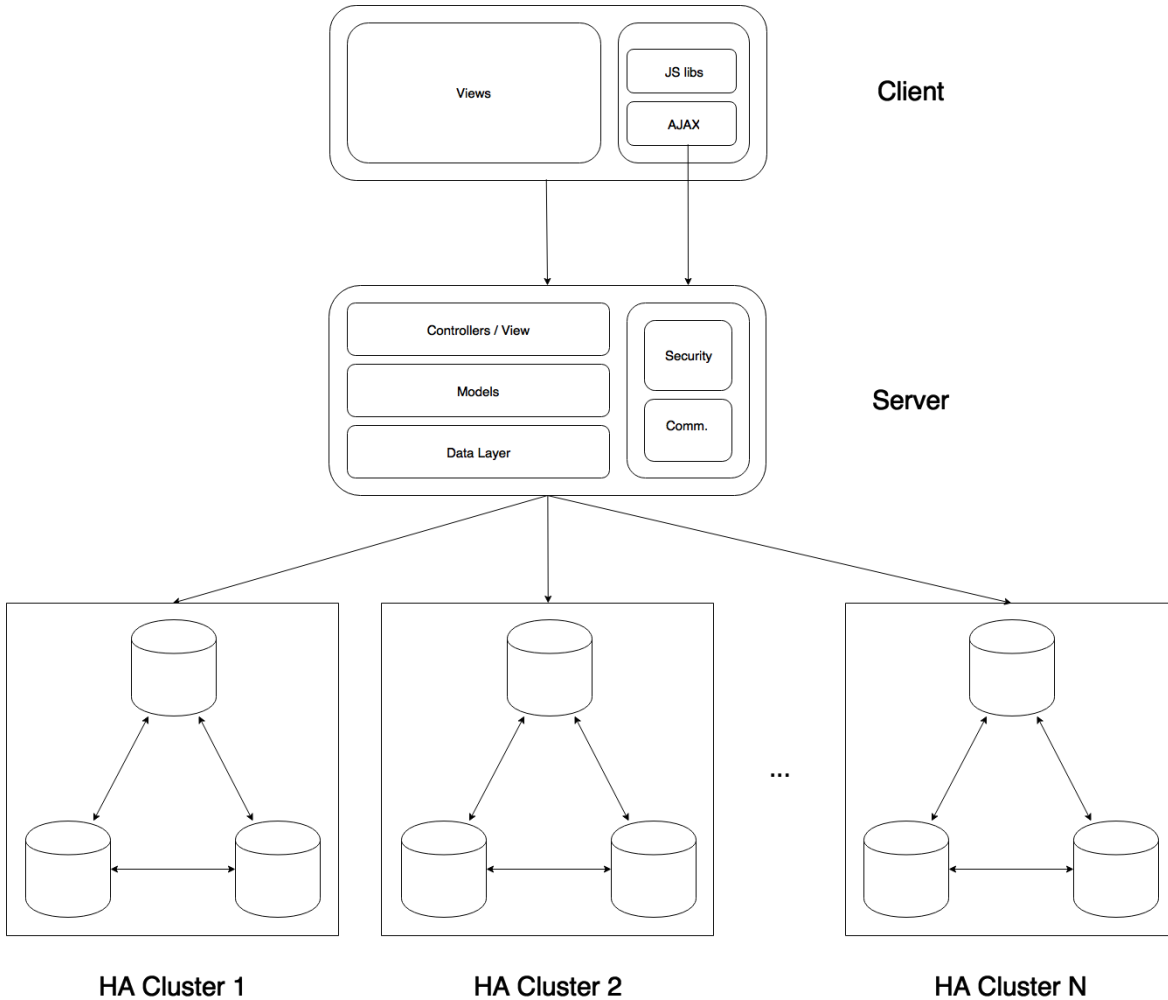 Views
JS libs
AJAX
Client
Controllers / View
Models
Data Layer
Security
Comm.
Server
...
HA Cluster 1
HA Cluster 2
HA Cluster N